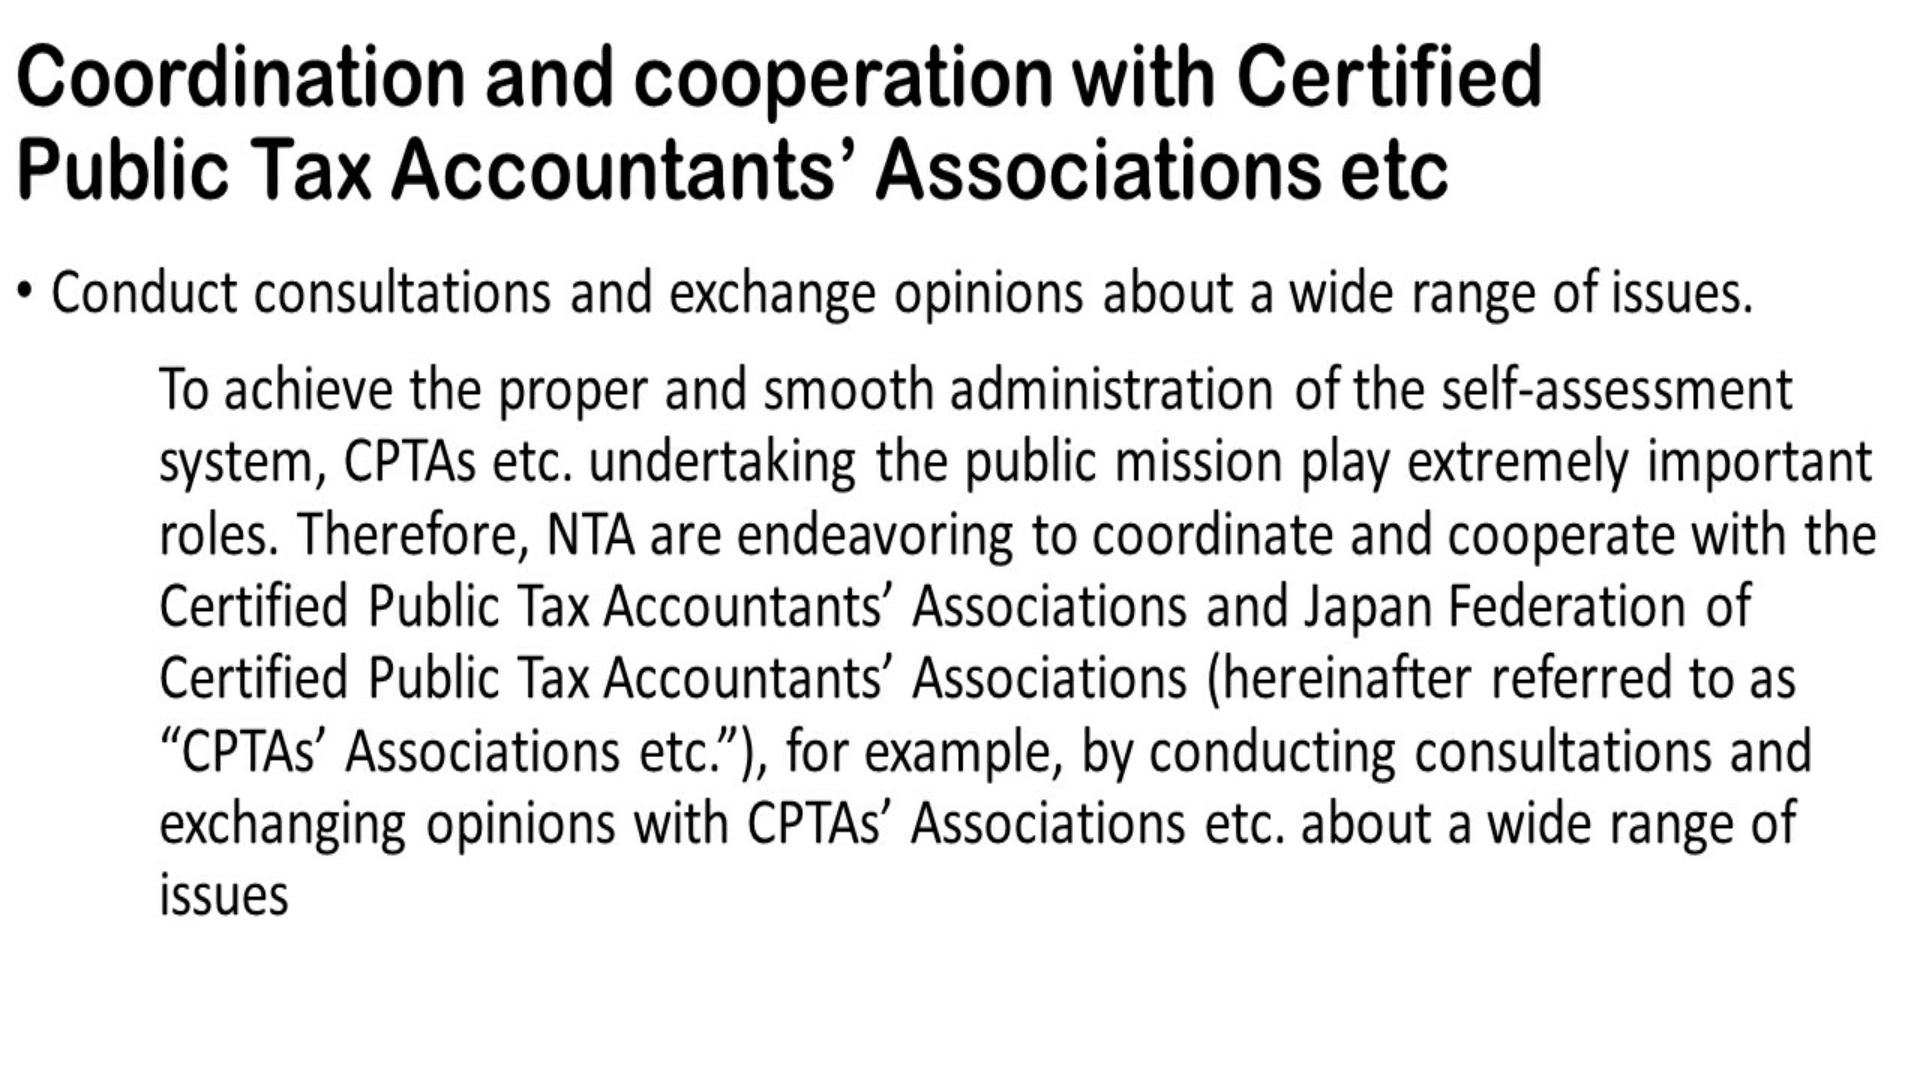 Coordination and cooperation with Certified
Public Tax Accountants’ Associations etc
• Conduct consultations and exchange opinions about a wide range of issues.
To achieve the proper and smooth administration of the self-assessment
system, CPTAs etc. undertaking the public mission play extremely important
roles. Therefore, NTA are endeavoring to coordinate and cooperate with the
Certified Public Tax Accountants’ Associations and Japan Federation of
Certified Public Tax Accountants’ Associations (hereinafter referred to as
“CPTAs’ Associations etc.”), for example, by conducting consultations and
exchanging opinions with CPTAs’ Associations etc. about a wide range of
issues